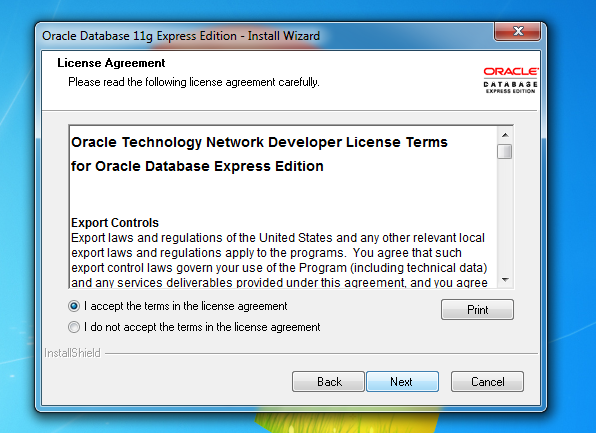 Oracle Database 11g Express Edition - Install Wizard
License Agreement
Please read the following license agreement carefully.
ORACLE
DATABASE
EXPRESS EDITION
Oracle Technology Network Developer License Terms
for Oracle Database Express Edition
Export Controls
Export laws and regulations of the United States and any other relevant local
export laws and regulations apply to the programs.  You agree that such
export control laws govern your use of the Program (including technical data)
and any services deliverables provided under this agreement, and you agree
I accept the terms in the license agreement
Print
I do not accept the terms in the license agreement
InstallShield
Back
Next
Cancel